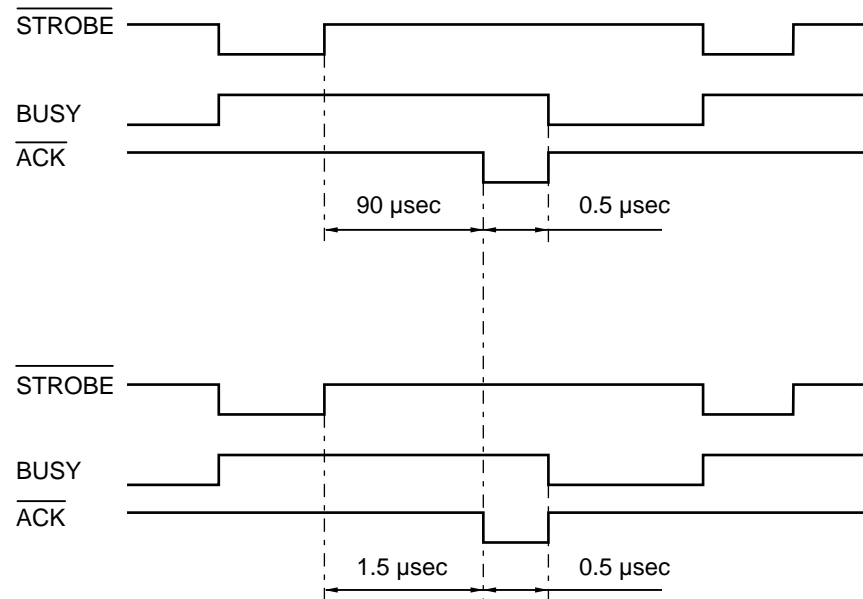 STROBE
BUSY
ACK
90 µsec 0.5 µsec
STROBE
BUSY
ACK
1.5 µsec 0.5 µsec